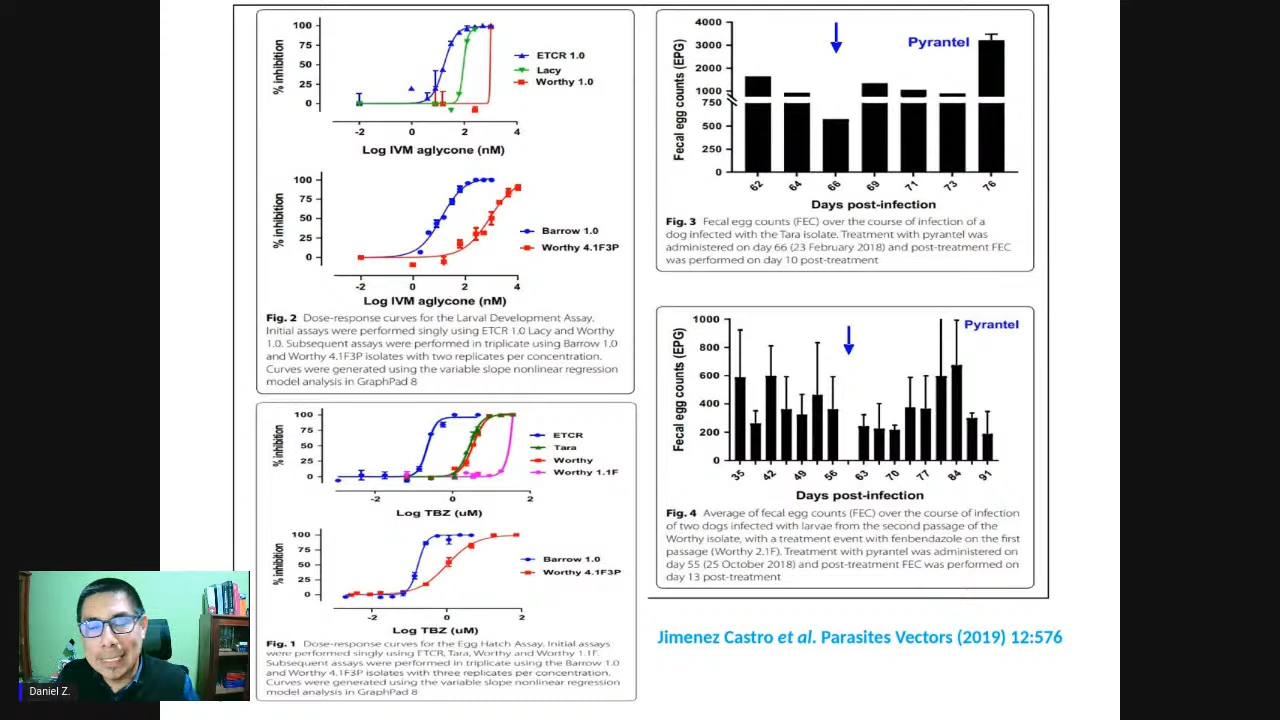 100
75
50
25
0
% inhibition
ETCR 1.0
Lacy
Worthy 1.0
-2 0 2 4
Log IVM aglycone (nM)
100
75
50
25
0
% inhibition
Barrow 1.0
Worthy 4.1F3P
-2 0 2 4
Log IVM aglycone (nM)
Fig. 2 Dose-response curves for the Larval Development Assay.
Initial assays were performed singly using ETCR 1.0 Lacy and Worthy
1.0. Subsequent assays were performed in triplicate using Barrow 1.0
and Worthy 4.1F3P isolates with two replicates per concentration.
Curves were generated using the variable slope nonlinear regression
model analysis in GraphPad 8
100
75
50
25
0
% inhibition
ETCR
Tara
Worthy
Worthy 1.1F
-2 0 2
Log TBZ (uM)
100
75
50
25
0
% inhibition
Barrow 1.0
Worthy 4.1F3P
-2 0 2
Log TBZ (uM)
Fig. 1 Dose-response curves for the Egg Hatch Assay. Initial assays
were performed singly using ETCR, Tara, Worthy and Worthy 1.1F.
Subsequent assays were performed in triplicate using the Barrow 1.0
and Worthy 4.1F3P isolates with three replicates per concentration.
Curves were generated using the variable slope nonlinear regression
model analysis in GraphPad 8
4000
3000
2000
1000
750
500
250
0
Fecal egg counts (EPG)
Pyrantel
62 64 66 69 71 73 76
Days post-infection
Fig. 3 Fecal egg counts (FEC) over the course of infection of a
dog infected with the Tara isolate. Treatment with pyrantel was
administered on day 66 (23 February 2018) and post-treatment FEC
was performed on day 10 post-treatment
1000
800
600
400
200
0
Fecal egg counts (EPG)
Pyrantel
35 42 49 56 63 70 77 84 91
Days post-infection
Fig. 4 Average of fecal egg counts (FEC) over the course of infection
of two dogs infected with larvae from the second passage of the
Worthy isolate, with a treatment event with fenbendazole on the first
passage (Worthy 2.1F). Treatment with pyrantel was administered on
day 55 (25 October 2018) and post-treatment FEC was performed on
day 13 post-treatment
Jimenez Castro et al. Parasites Vectors (2019) 12:576
Daniel Z.